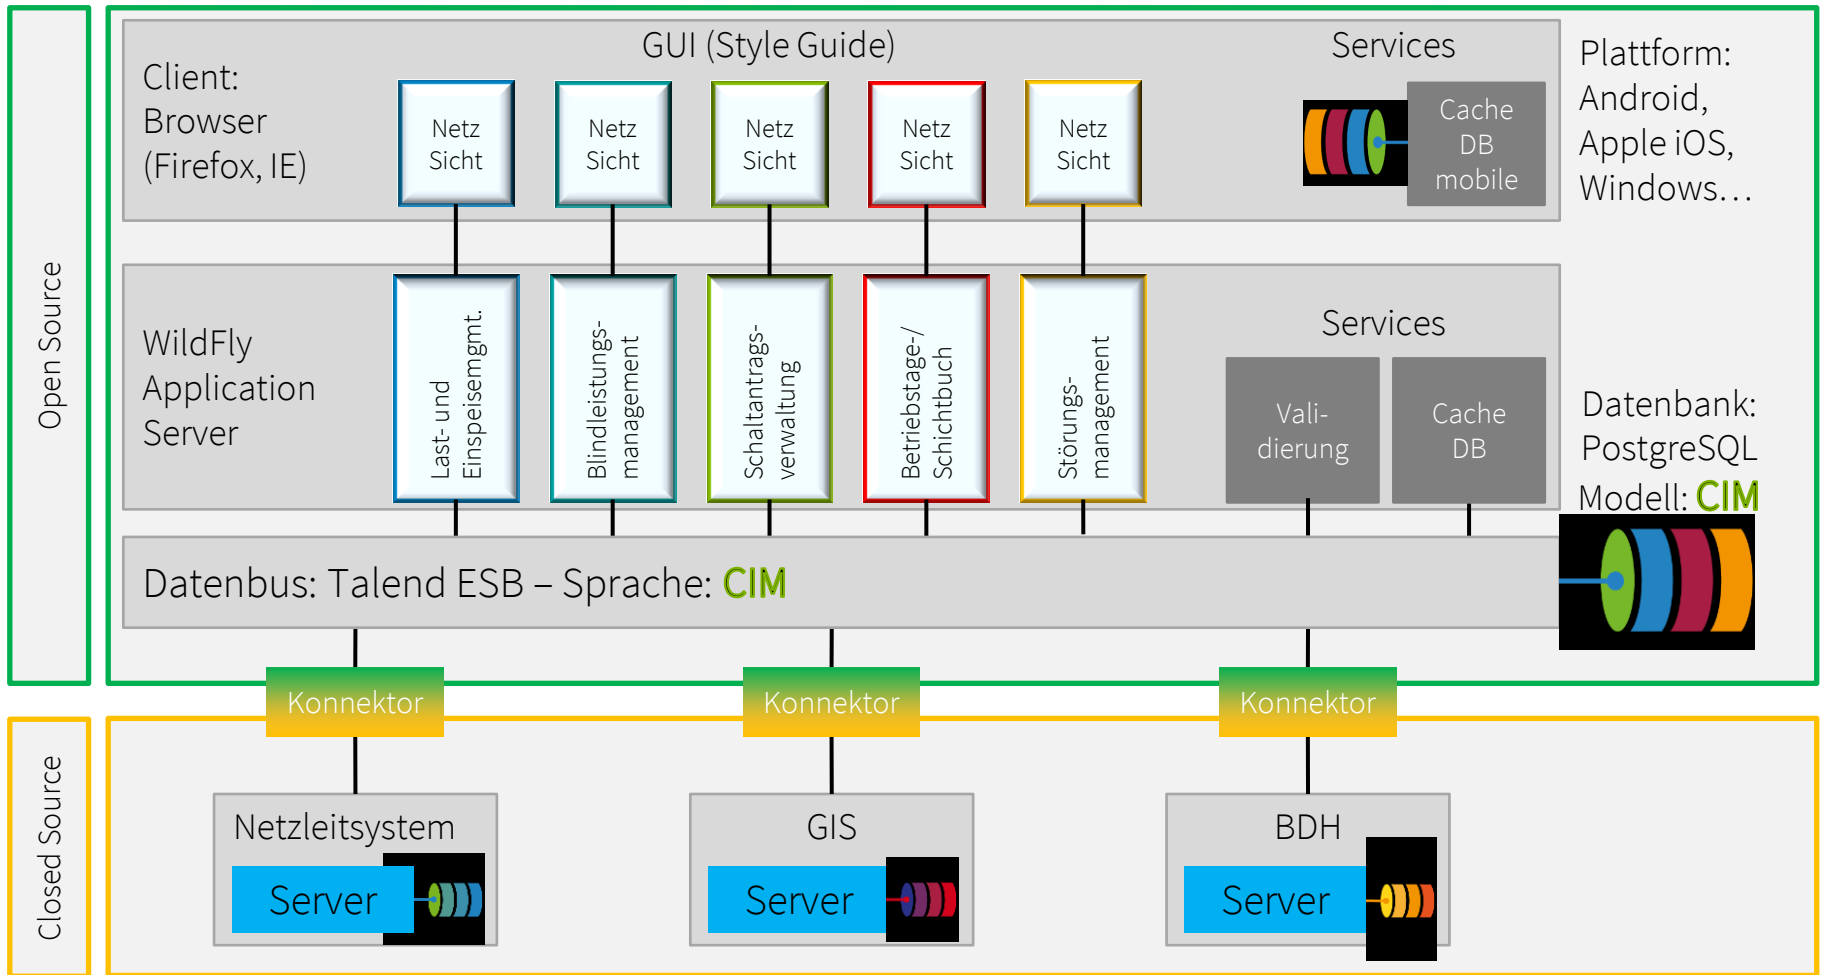 GUI (Style Guide)
Services
Client:
Browser
(Firefox, IE)
Netz
Sicht
Netz
Sicht
Netz
Sicht
Netz
Sicht
Netz
Sicht
Cache
DB
mobile
Plattform:
Android,
Apple iOS,
Windows…
Open Source
WildFly
Application
Server
Last- und
Einspeisemgmt.
Blindleistungs-
management
Schaltantrags-
verwaltung
Betriebstage-/
Schichtbuch
Störungs-
management
Services
Vali-
dierung
Cache
DB
Datenbank:
PostgreSQL
Modell: CIM
Datenbus: Talend ESB – Sprache: CIM
Konnektor
Konnektor
Konnektor
Closed Source
Netzleitsystem
Server
GIS
Server
BDH
Server